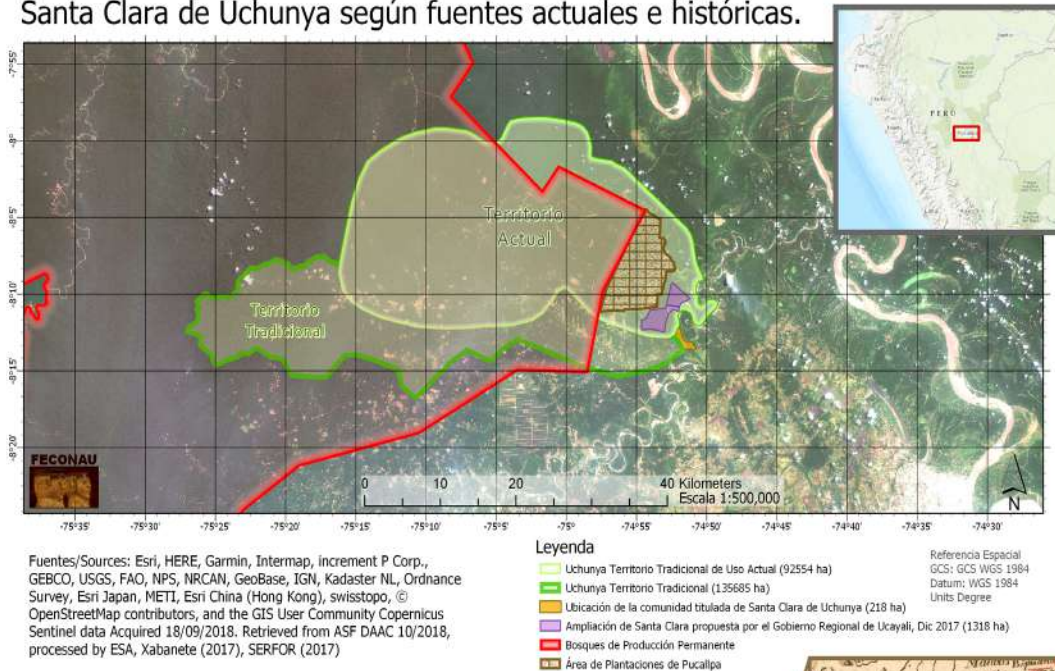 Santa Clara de Uchunya según fuentes actuales e históricas.
PERÚ
-7°55'
-8°
-8°5'
-8°10'
-8°15'
-8°20'
Territorio
Actual
Territorio
Tradicional
FECONAU
0 10 20 40 Kilometers
Escala 1:500,000
N
-75°35' -75°30' -75°25' -75°20' -75°15' -75°10' -75°5' -75° -74°55' -74°50' -74°45' -74°40' -74°35' -74°30'
Fuentes/Sources: Esri, HERE, Garmin, Intermap, increment P Corp.,
GEBCO, USGS, FAO, NPS, NRCAN, GeoBase, IGN, Kadaster NL, Ordnance
Survey, Esri Japan, METI, Esri China (Hong Kong), swisstopo, ©
OpenStreetMap contributors, and the GIS User Community Copernicus
Sentinel data Acquired 18/09/2018. Retrieved from ASF DAAC 10/2018,
processed by ESA, Xabanete (2017), SERFOR (2017)
Leyenda
Uchunya Territorio Tradicional de Uso Actual (92554 ha)
Uchunya Territorio Tradicional (135685 ha)
Ubicación de la comunidad titulada de Santa Clara de Uchunya (218 ha)
Ampliación de Santa Clara propuesta por el Gobierno Regional de Ucayali, Dic 2017 (1318 ha)
Bosques de Producción Permanente
Área de Plantaciones de Pucallpa
Referencia Espacial
GCS: GCS WGS 1984
Datum: WGS 1984
Units Degree